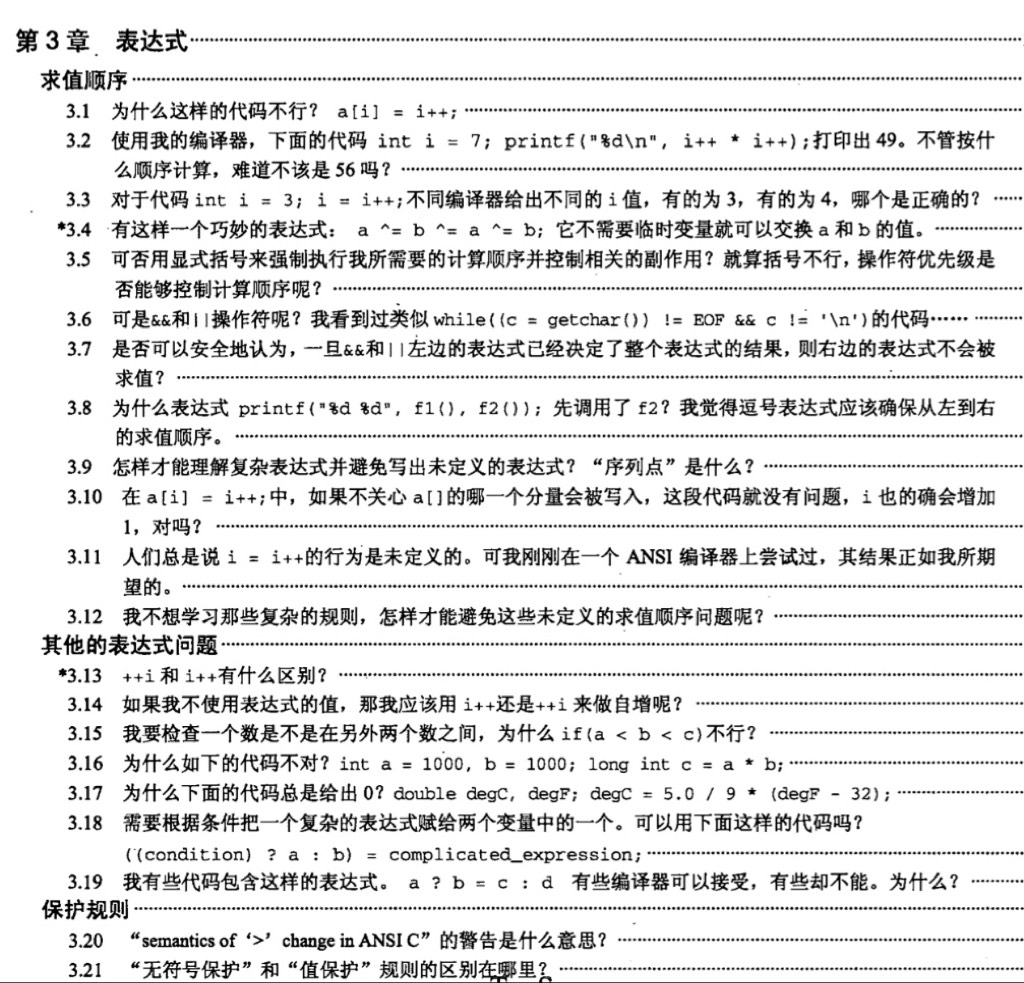 第 3 章 表达式
求值顺序
3.1 为什么这样的代码不行? a[i] = i++;
3.2 使用我的编译器，下面的代码 int i = 7; printf("%d\n", i++ * i++);打印出 49。不管按什
么顺序计算，难道不该是 56 吗?
3.3 对于代码 int i = 3; i = i++;不同编译器给出不同的 i 值，有的为 3，有的为 4，哪个是正确的?
*3.4 有这样一个巧妙的表达式: a ^= b ^= a ^= b; 它不需要临时变量就可以交换 a 和 b 的值。
3.5 可否用显式括号来强制执行我所需要的计算顺序并控制相关的副作用? 就算括号不行，操作符优先级是
否能够控制计算顺序呢?
3.6 可是&&和||操作符呢? 我看到过类似 while((c = getchar()) != EOF && c != '\n')的代码……
3.7 是否可以安全地认为，一旦&&和||左边的表达式已经决定了整个表达式的结果，则右边的表达式不会被
求值?
3.8 为什么表达式 printf("%d %d", f1(), f2()); 先调用了 f2? 我觉得逗号表达式应该确保从左到右
的求值顺序。
3.9 怎样才能理解复杂表达式并避免写出未定义的表达式? “序列点”是什么?
3.10 在 a[i] = i++;中，如果不关心 a[]的哪一个分量会被写入，这段代码就没有问题，i 也的确会增加
1，对吗?
3.11 人们总是说 i = i++的行为是未定义的。可我刚刚在一个 ANSI 编译器上尝试过，其结果正如我所期
望的。
3.12 我不想学习那些复杂的规则，怎样才能避免这些未定义的求值顺序问题呢?
其他的表达式问题
*3.13 ++i 和 i++有什么区别?
3.14 如果我不使用表达式的值，那我应该用 i++还是++i 来做自增呢?
3.15 我要检查一个数是不是在另外两个数之间，为什么 if(a < b < c)不行?
3.16 为什么如下的代码不对? int a = 1000, b = 1000; long int c = a * b;
3.17 为什么下面的代码总是给出 0? double degC, degF; degC = 5.0 / 9 * (degF - 32);
3.18 需要根据条件把一个复杂的表达式赋给两个变量中的一个。可以用下面这样的代码吗?
((condition) ? a : b) = complicated_expression;
3.19 我有些代码包含这样的表达式。 a ? b = c : d 有些编译器可以接受，有些却不能。为什么?
保护规则
3.20 “semantics of ‘>’ change in ANSI C”的警告是什么意思?
3.21 “无符号保护”和“值保护”规则的区别在哪里?